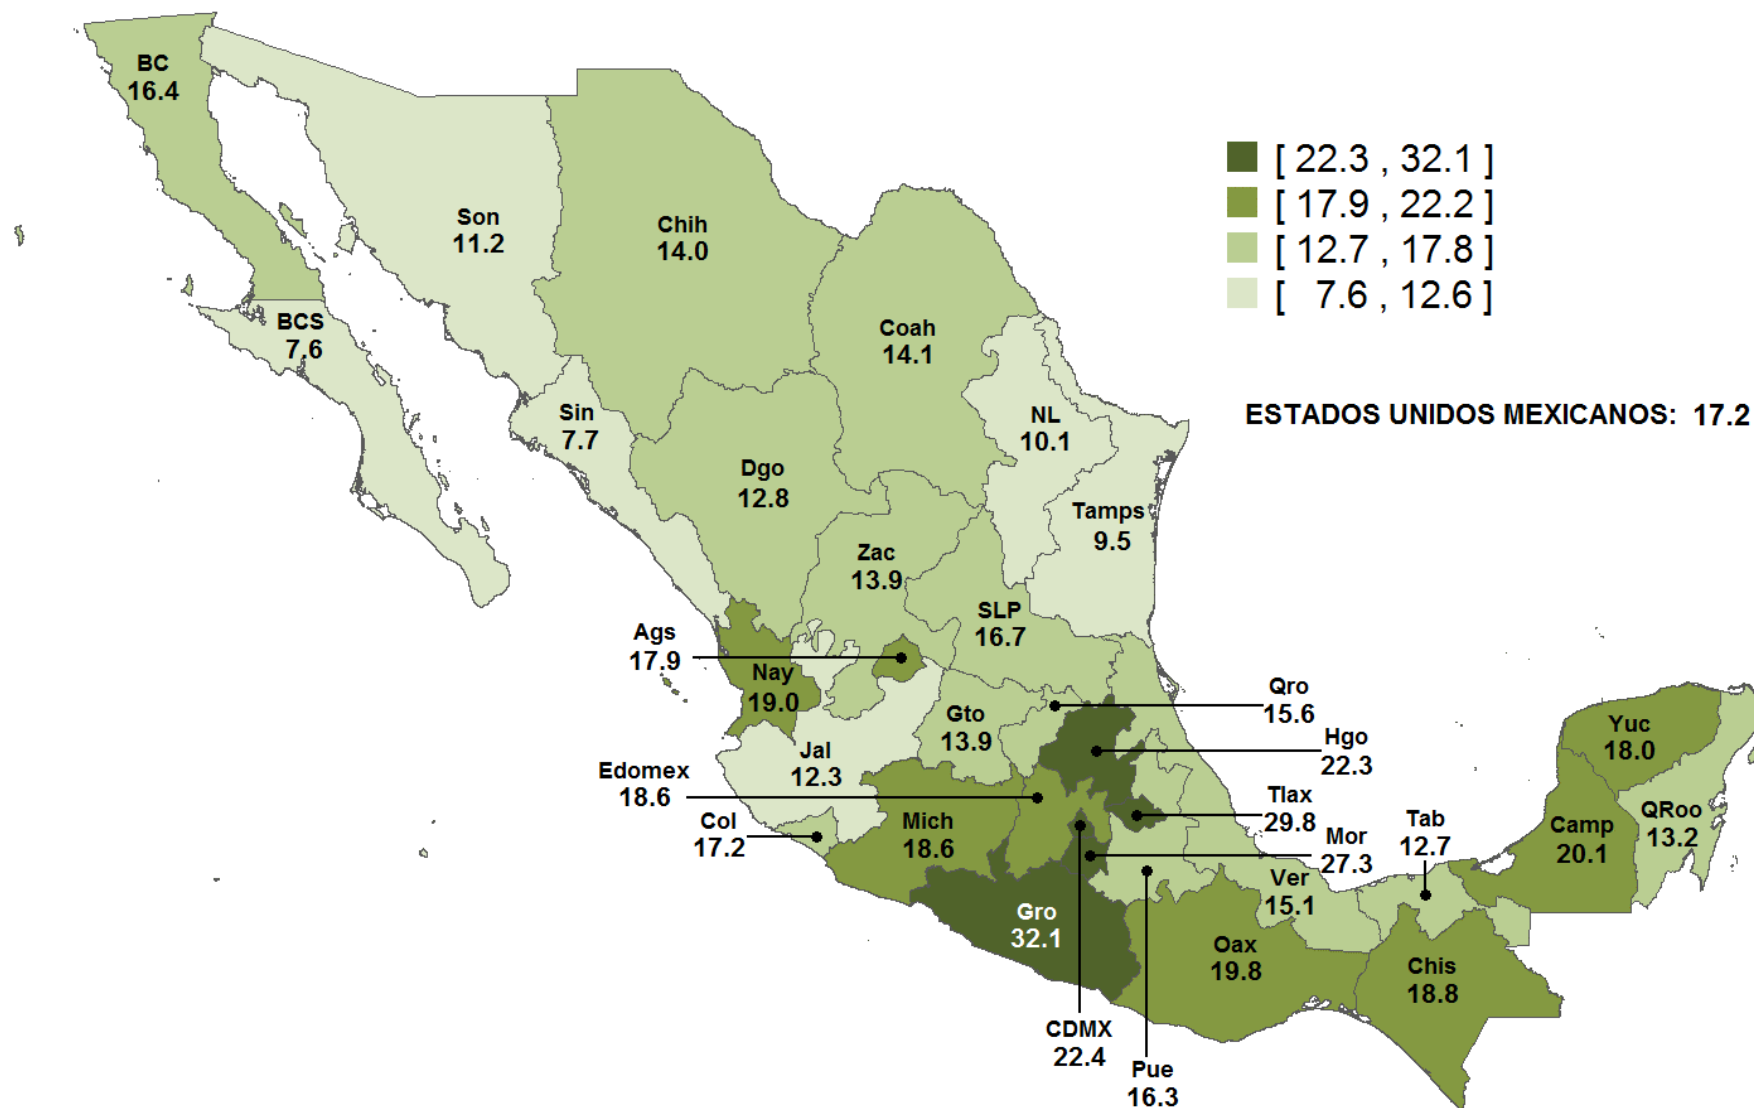 BC
16.4
[ 22.3 , 32.1 ]
[ 17.9 , 22.2 ]
[ 12.7 , 17.8 ]
[ 7.6 , 12.6 ]
Son
11.2
Chih
14.0
BCS
7.6
Coah
14.1
Sin
7.7
NL
10.1
ESTADOS UNIDOS MEXICANOS: 17.2
Dgo
12.8
Tamps
9.5
Zac
13.9
SLP
16.7
Ags
17.9
Nay
19.0
Qro
15.6
Gto
13.9
Yuc
18.0
Hgo
22.3
Jal
12.3
Edomex
18.6
Tlax
29.8
QRoo
13.2
Col
17.2
Mich
18.6
Tab
12.7
Camp
20.1
Mor
27.3
Ver
15.1
Gro
32.1
Oax
19.8
Chis
18.8
CDMX
22.4
Pue
16.3